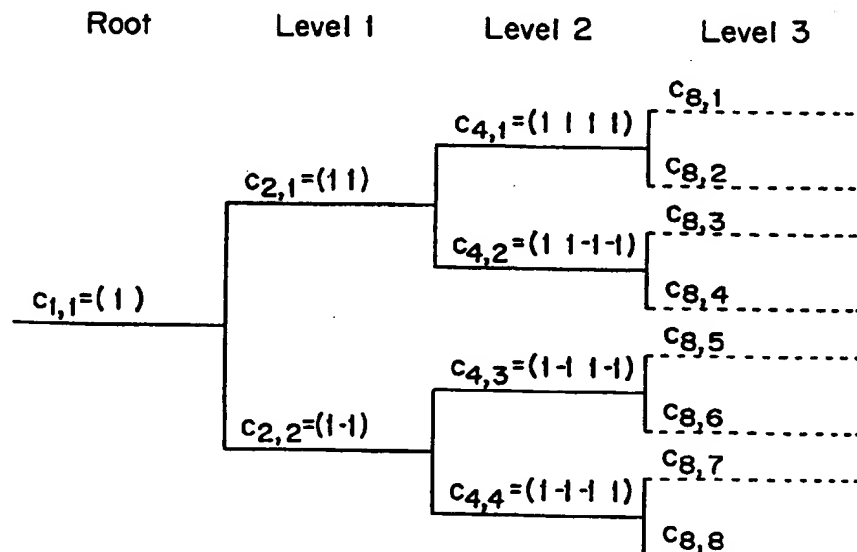 Root Level 1 Level 2 Level 3
c8,1
c4,1=(1 1 1 1)
c8,2
c2,1=(1 1)
c8,3
c4,2=(1 1-1-1)
c8,4
c1,1=(1)
c8,5
c4,3=(1-1 1-1)
c8,6
c2,2=(1-1)
c8,7
c4,4=(1-1-1 1)
c8,8